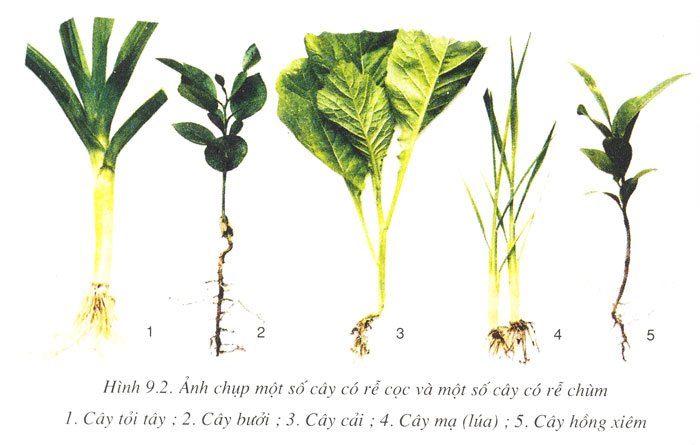 1
2
3
4
5
Hình 9.2. Ảnh chụp một số cây có rễ cọc và một số cây có rễ chùm
1. Cây tỏi tây ; 2. Cây bưởi ; 3. Cây cải ; 4. Cây mạ (lúa) ; 5. Cây hồng xiêm